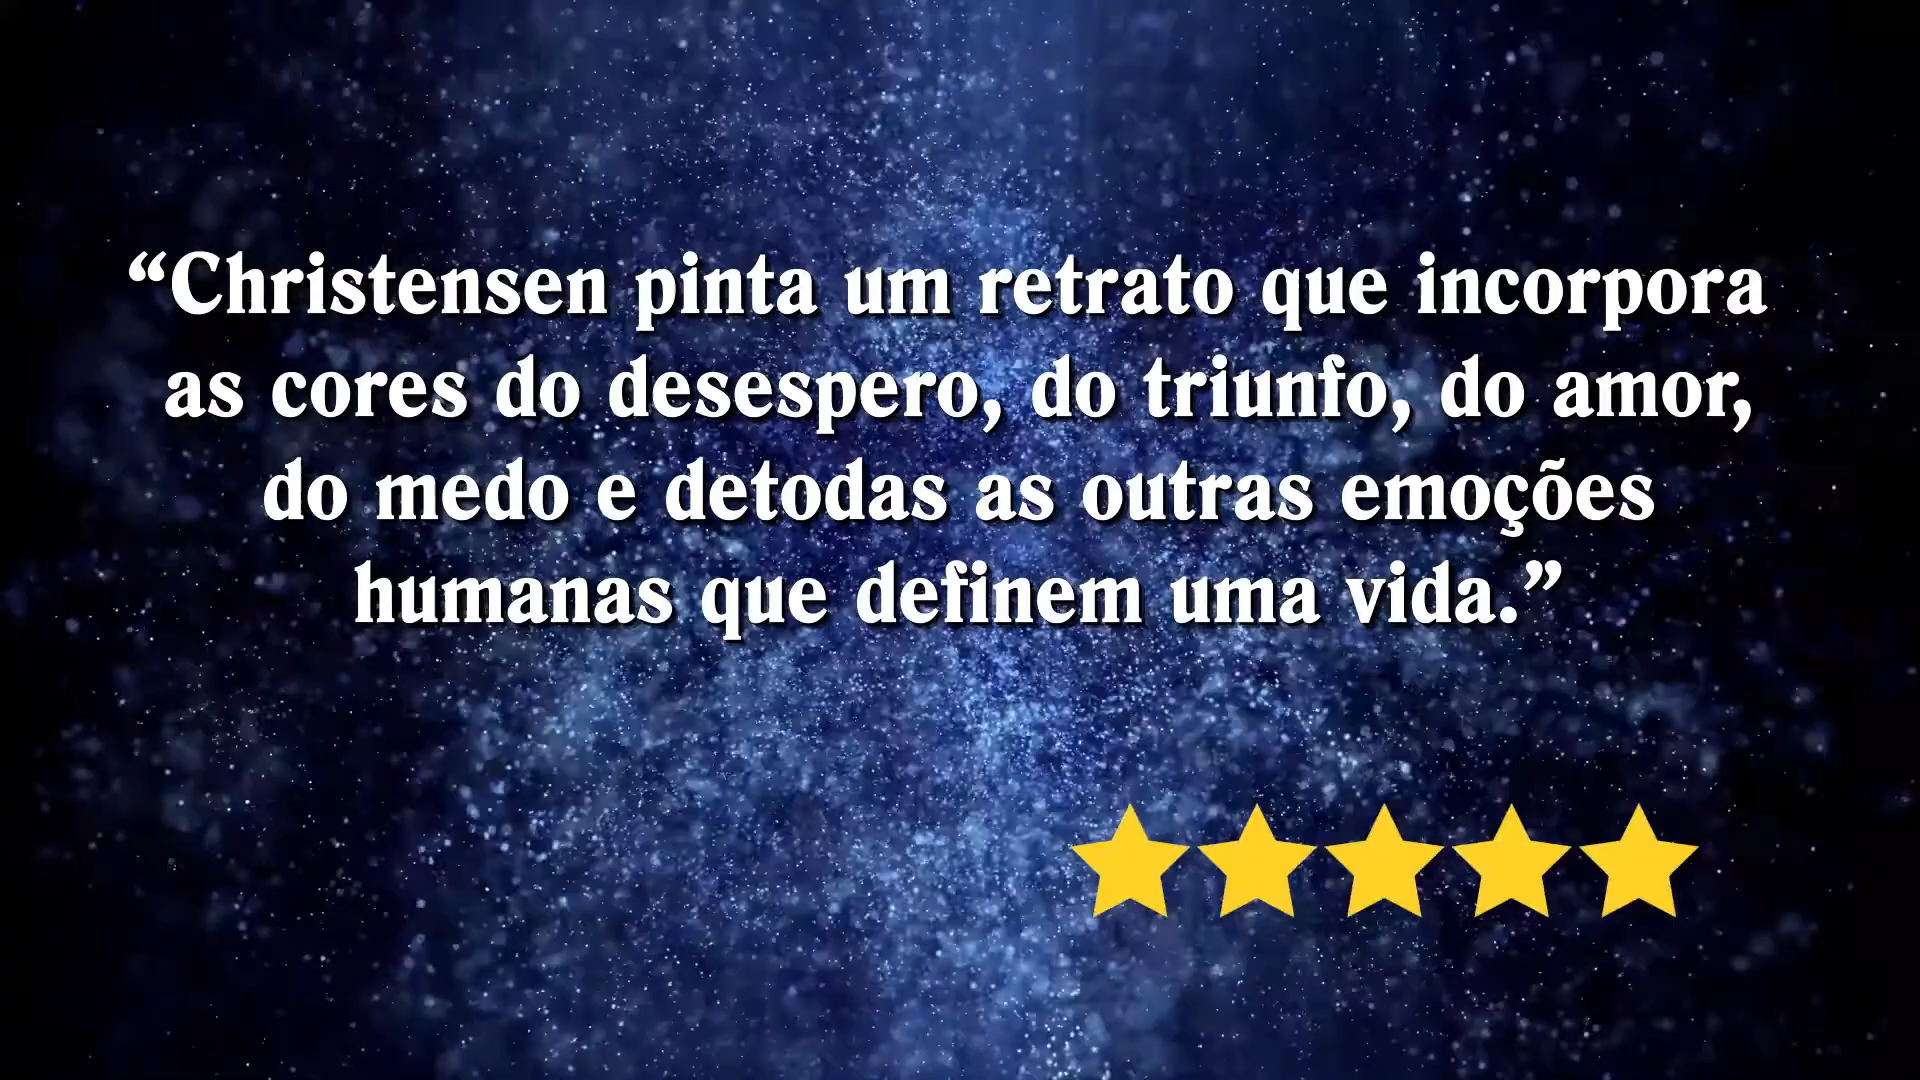 “Christensen pinta um retrato que incorpora
as cores do desespero, do triunfo, do amor,
do medo e detodas as outras emoções
humanas que definem uma vida.”